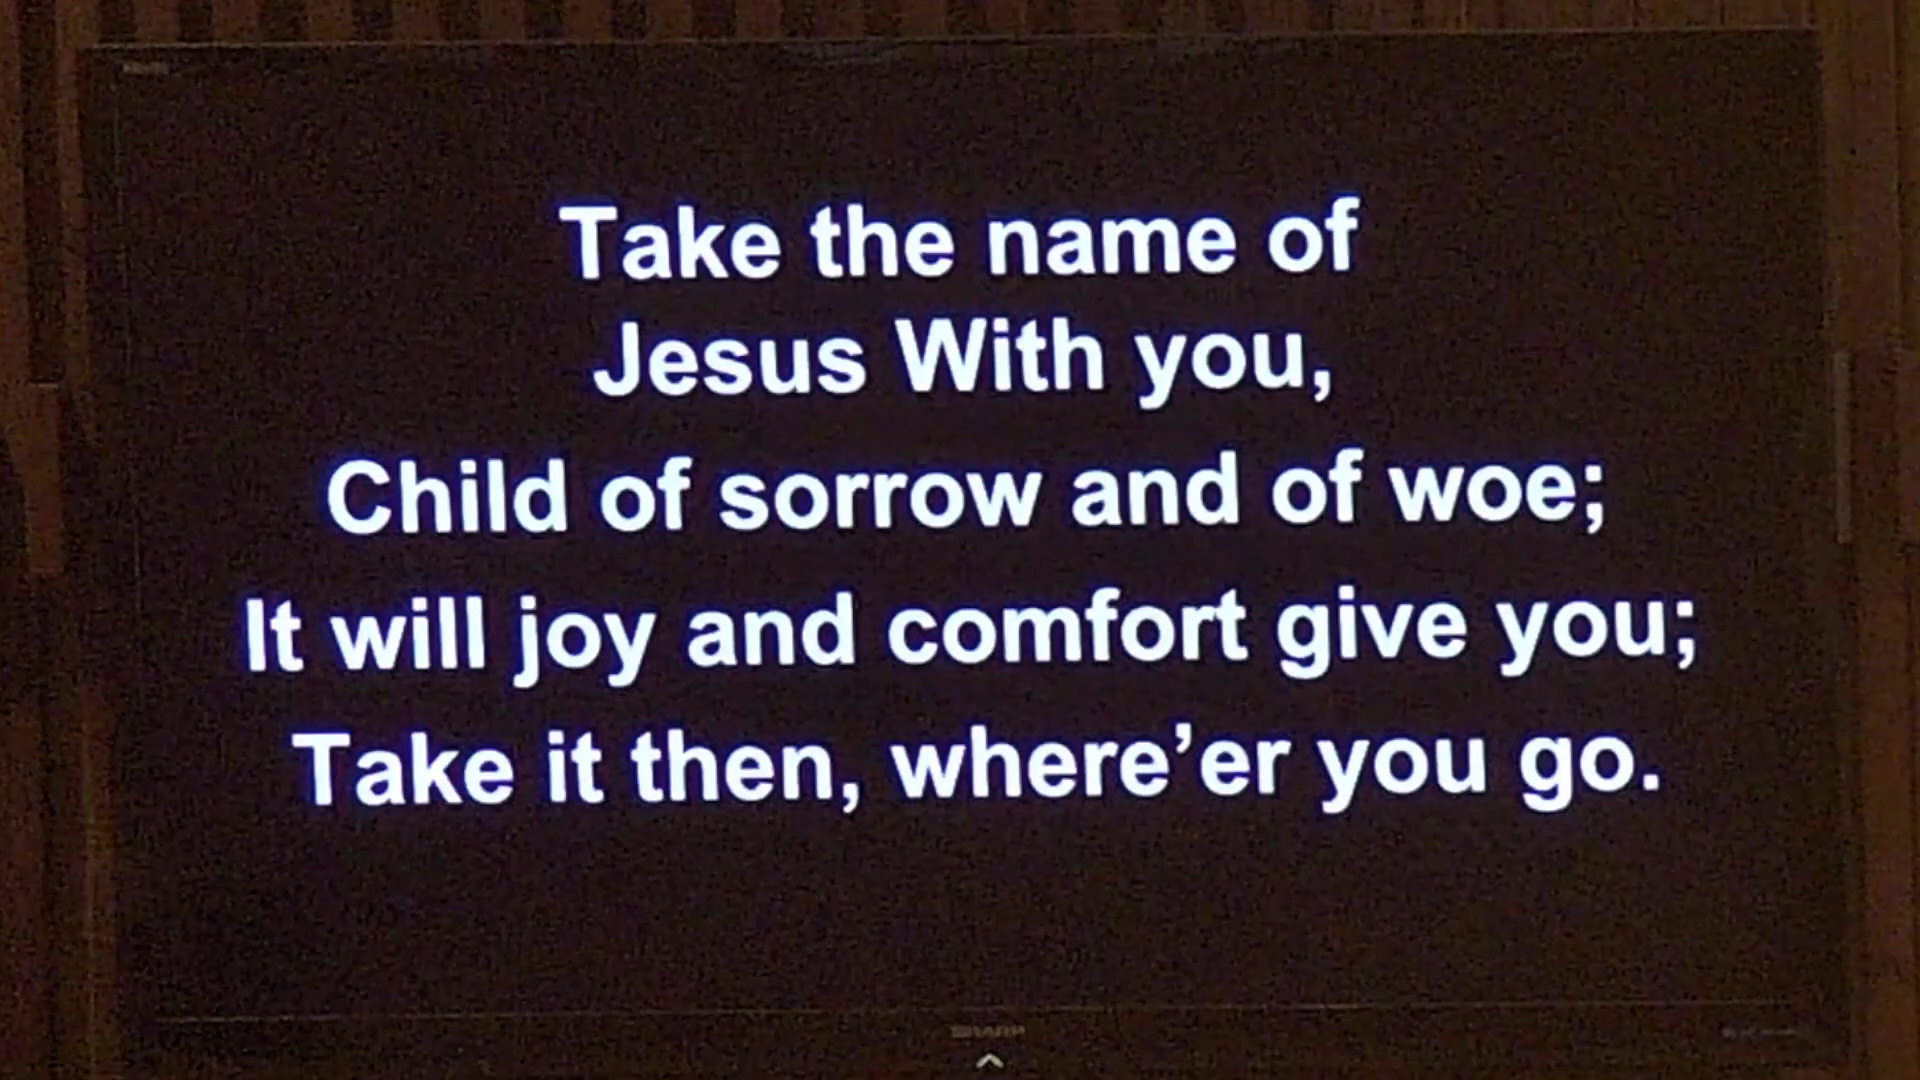 Take the name of
Jesus With you,
Child of sorrow and of woe;
It will joy and comfort give you;
Take it then, where’er you go.
SHARP